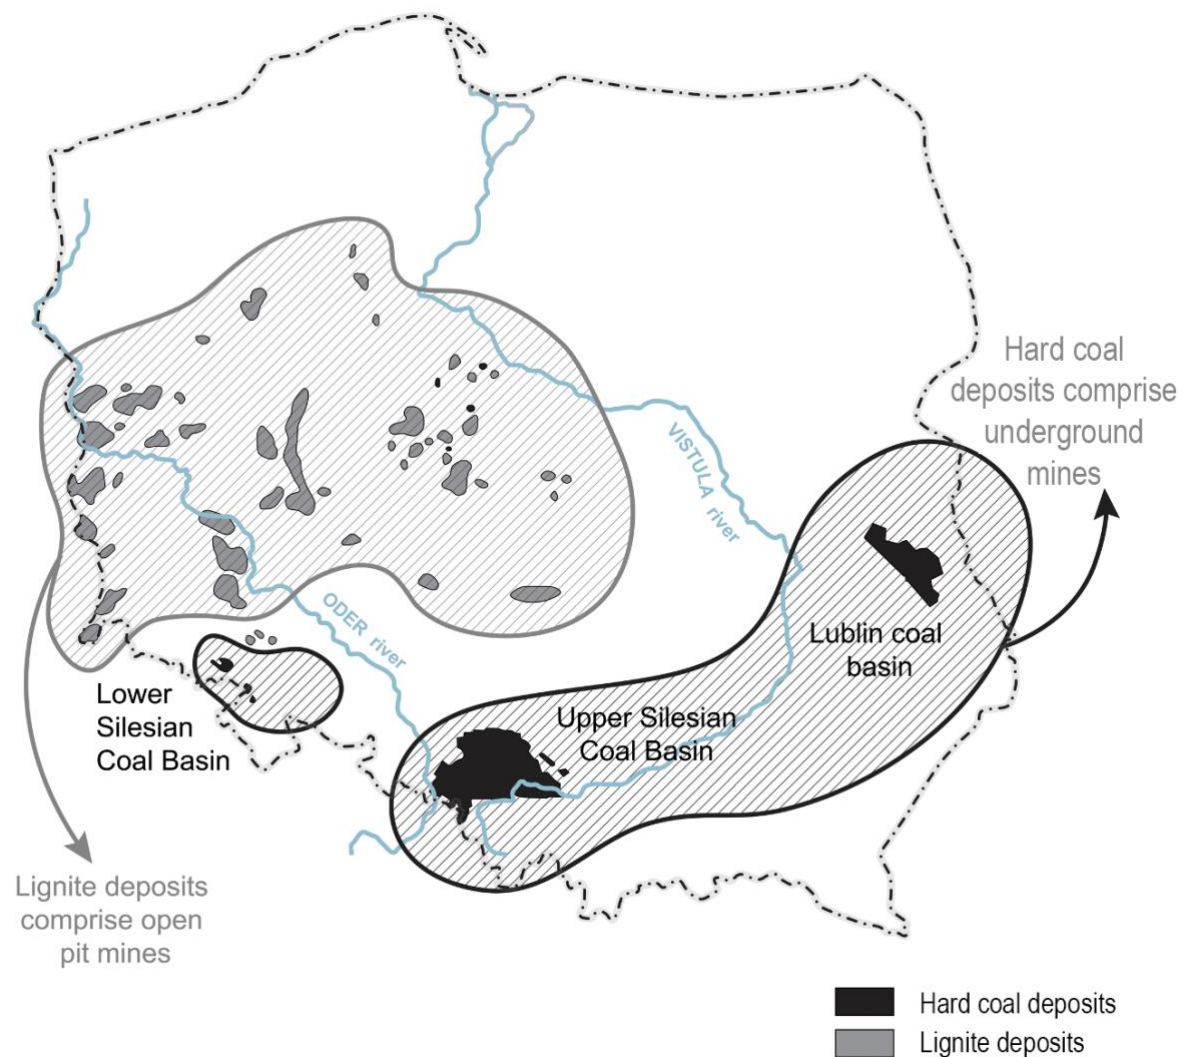 Hard coal
deposits comprise
underground
mines
VISTULA river
Lublin coal
basin
ODER river
Lower
Silesian
Coal Basin
Upper Silesian
Coal Basin
Lignite deposits
comprise open
pit mines
Hard coal deposits
Lignite deposits